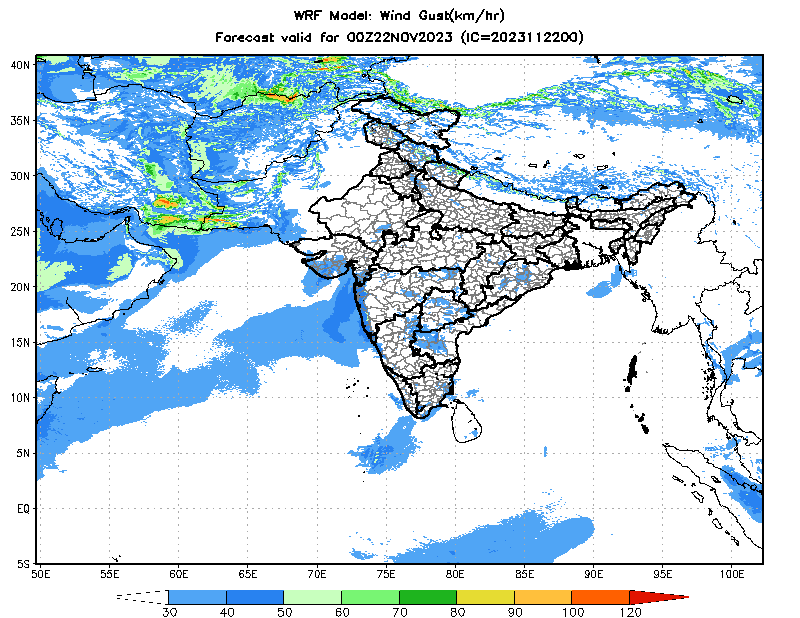 WRF Model: Wind Gust(km/hr)
Forecast valid for 00Z22NOV2023 (IC=2023112200)
40N
35N
30N
25N
20N
15N
10N
5N
EQ
5S
50E 55E 60E 65E 70E 75E 80E 85E 90E 95E 100E
30 40 50 60 70 80 90 100 120